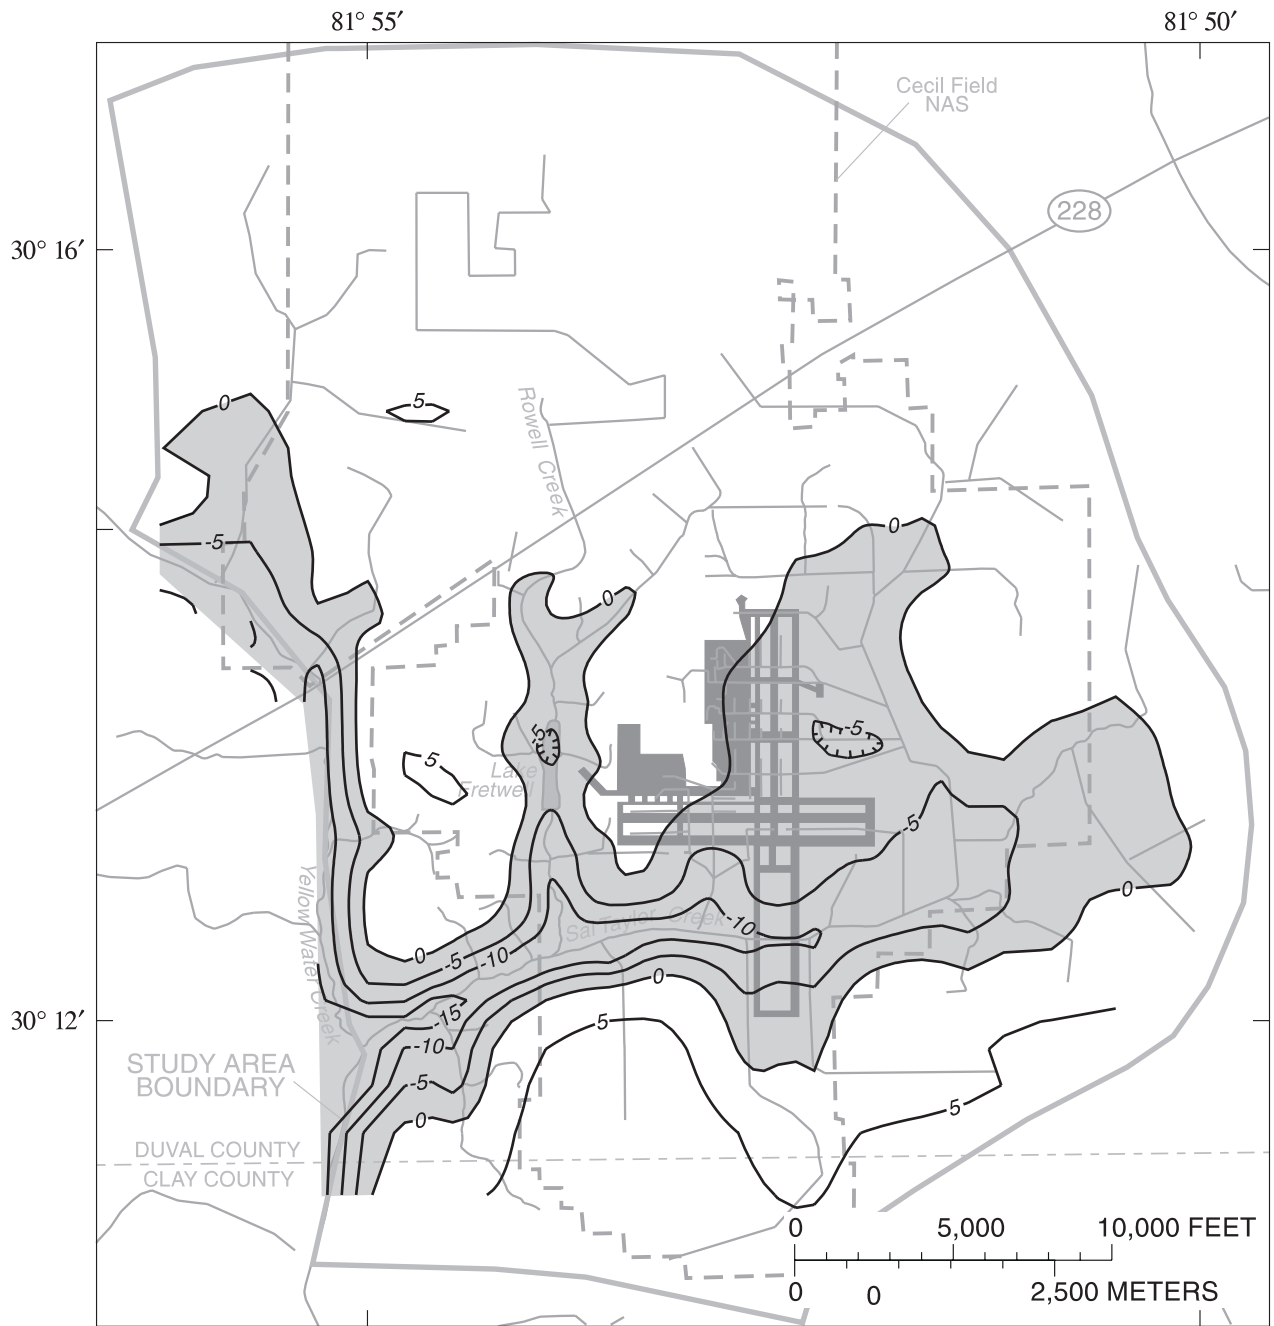 81° 55′
81° 50′
Cecil Field
NAS
228
30° 16′
0
5
Rowell Creek
-5
0
0
-5
-5
5
Lake
Fretwell
-5
0
Yellow Water Creek
Sal Taylor Creek
-10
0
-5
-10
0
-15
5
30° 12′
-10
STUDY AREA
BOUNDARY
-5
5
0
DUVAL COUNTY
CLAY COUNTY
0 5,000 10,000 FEET
0 0 2,500 METERS